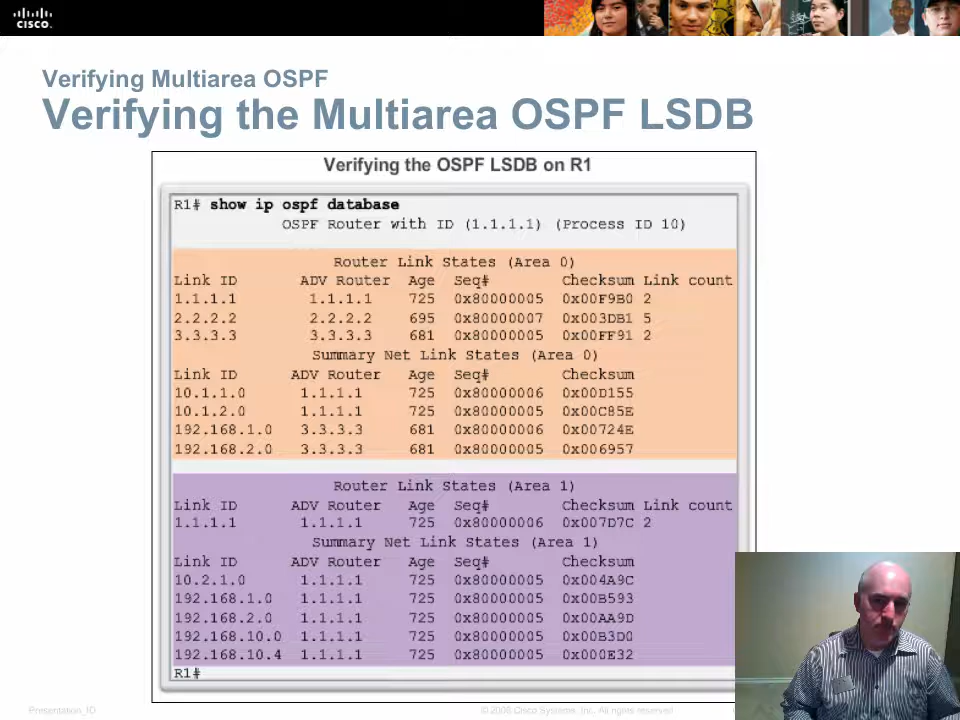 cisco.
Verifying Multiarea OSPF
Verifying the Multiarea OSPF LSDB
Verifying the OSPF LSDB on R1
R1# show ip ospf database
OSPF Router with ID (1.1.1.1) (Process ID 10)
Router Link States (Area 0)
Link ID ADV Router Age Seq# Checksum Link count
1.1.1.1 1.1.1.1 725 0x80000005 0x00F9B0 2
2.2.2.2 2.2.2.2 695 0x80000007 0x003DB1 5
3.3.3.3 3.3.3.3 681 0x80000005 0x00FF91 2
Summary Net Link States (Area 0)
Link ID ADV Router Age Seq# Checksum
10.1.1.0 1.1.1.1 725 0x80000006 0x00D155
10.1.2.0 1.1.1.1 725 0x80000005 0x00C85E
192.168.1.0 3.3.3.3 681 0x80000006 0x00724E
192.168.2.0 3.3.3.3 681 0x80000005 0x006957
Router Link States (Area 1)
Link ID ADV Router Age Seq# Checksum Link count
1.1.1.1 1.1.1.1 725 0x80000006 0x007D7C 2
Summary Net Link States (Area 1)
Link ID ADV Router Age Seq# Checksum
10.2.1.0 1.1.1.1 725 0x80000005 0x004A9C
192.168.1.0 1.1.1.1 725 0x80000005 0x00B593
192.168.2.0 1.1.1.1 725 0x80000005 0x00AA9D
192.168.10.0 1.1.1.1 725 0x80000005 0x00B3D0
192.168.10.4 1.1.1.1 725 0x80000005 0x000E32
R1#
Presentation_ID © 2008 Cisco Systems, Inc. All rights reserved.